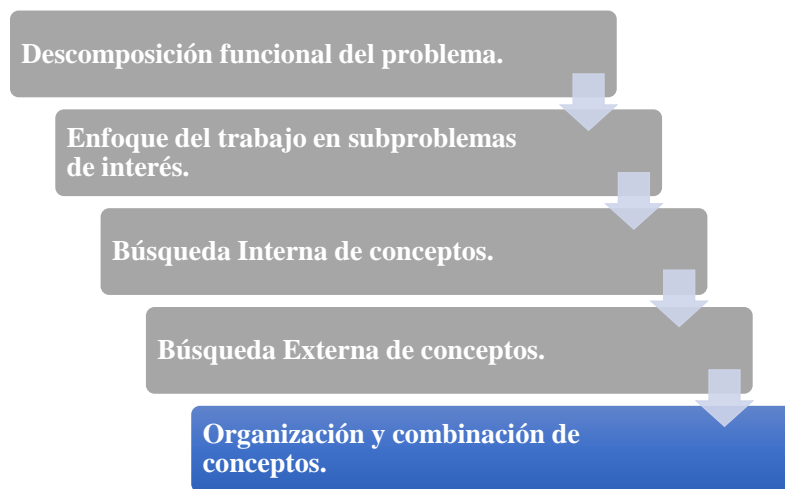 Descomposición funcional del problema.
Enfoque del trabajo en subproblemas
de interés.
Búsqueda Interna de conceptos.
Búsqueda Externa de conceptos.
Organización y combinación de
conceptos.